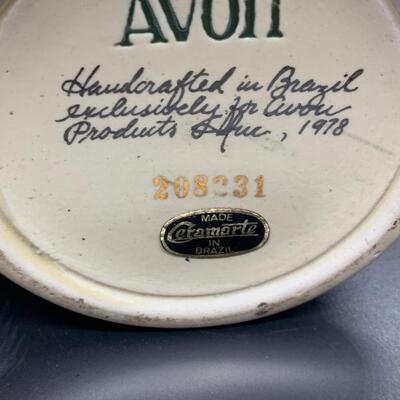 Avon
Handcrafted in Brazil
exclusively for Avon
Products Inc, 1978
208231
MADE
Ceramarte
IN
BRAZIL